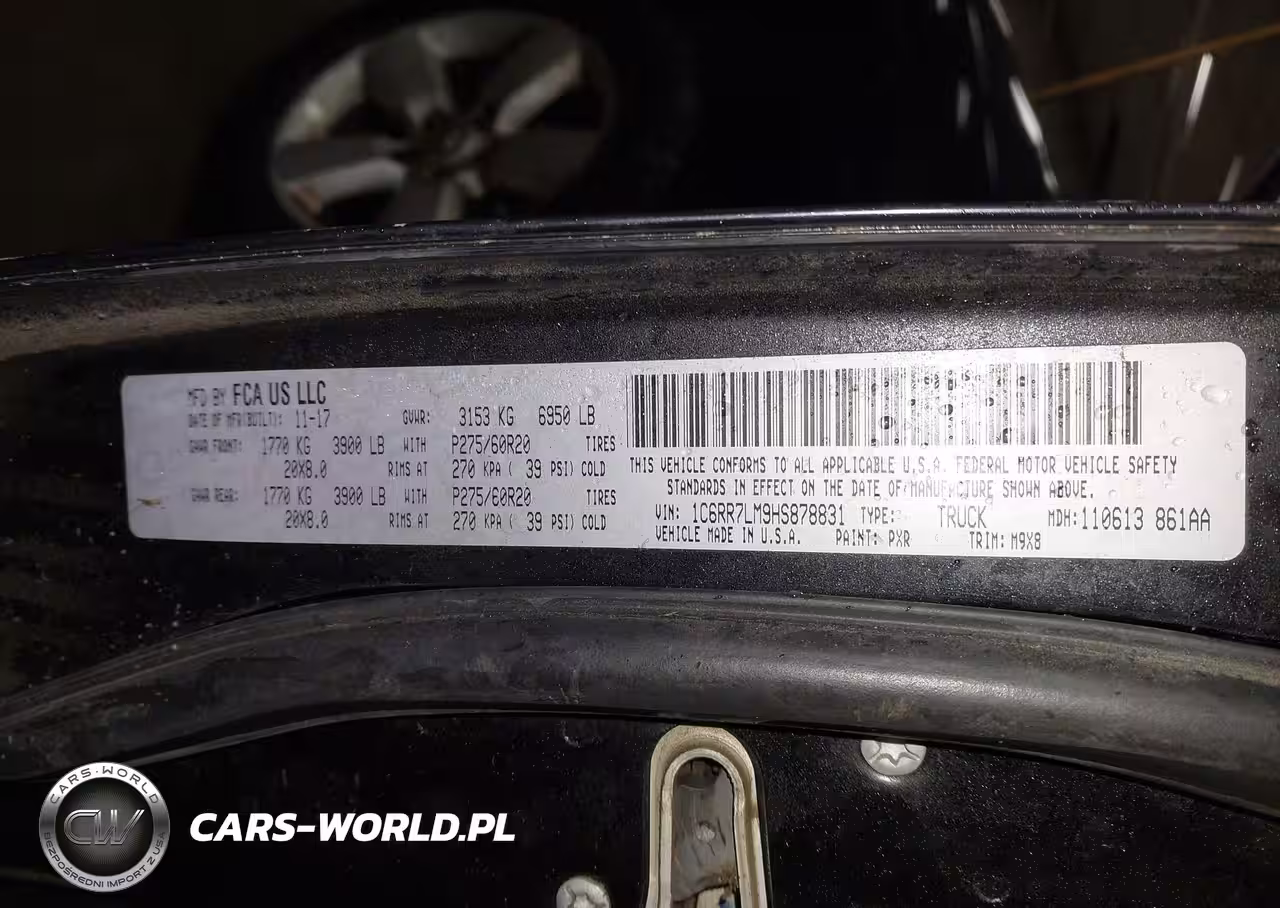 MFD BY FCA US LLC
DATE OF MFR(BUILT): 11-17 GVWR: 3153 KG 6950 LB
GAWR FRONT: 1770 KG 3900 LB WITH P275/60R20 TIRES
20X8.0 RIMS AT 270 KPA ( 39 PSI) COLD
GAWR REAR: 1770 KG 3900 LB WITH P275/60R20 TIRES
20X8.0 RIMS AT 270 KPA ( 39 PSI) COLD
THIS VEHICLE CONFORMS TO ALL APPLICABLE U.S.A. FEDERAL MOTOR VEHICLE SAFETY
STANDARDS IN EFFECT ON THE DATE OF MANUFACTURE SHOWN ABOVE.
VIN: 1C6RR7LM9HS878831 TYPE: TRUCK MDH: 110613 861AA
VEHICLE MADE IN U.S.A. PAINT: PXR TRIM: M9X8
CARS-WORLD
CW
BEZPOŚREDNI IMPORT Z USA
CARS-WORLD.PL